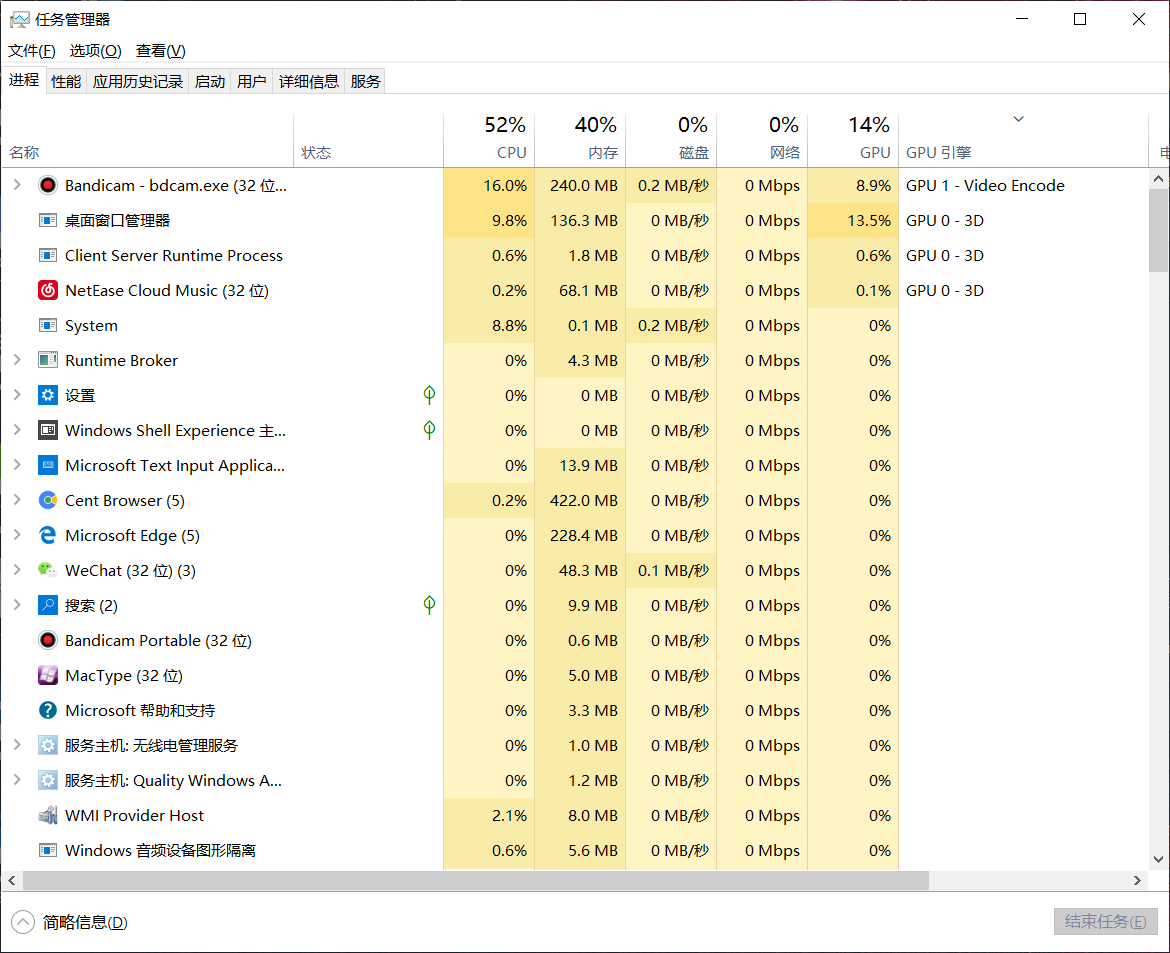 任务管理器
文件(F) 选项(O) 查看(V)
进程 性能 应用历史记录 启动 用户 详细信息 服务
52% 40% 0% 0% 14%
名称 状态 CPU 内存 磁盘 网络 GPU GPU 引擎
Bandicam - bdcam.exe (32 位... 16.0% 240.0 MB 0.2 MB/秒 0 Mbps 8.9% GPU 1 - Video Encode
桌面窗口管理器 9.8% 136.3 MB 0 MB/秒 0 Mbps 13.5% GPU 0 - 3D
Client Server Runtime Process 0.6% 1.8 MB 0 MB/秒 0 Mbps 0.6% GPU 0 - 3D
NetEase Cloud Music (32 位) 0.2% 68.1 MB 0 MB/秒 0 Mbps 0.1% GPU 0 - 3D
System 8.8% 0.1 MB 0.2 MB/秒 0 Mbps 0%
Runtime Broker 0% 4.3 MB 0 MB/秒 0 Mbps 0%
设置 0% 0 MB 0 MB/秒 0 Mbps 0%
Windows Shell Experience 主... 0% 0 MB 0 MB/秒 0 Mbps 0%
Microsoft Text Input Applica... 0% 13.9 MB 0 MB/秒 0 Mbps 0%
Cent Browser (5) 0.2% 422.0 MB 0 MB/秒 0 Mbps 0%
Microsoft Edge (5) 0% 228.4 MB 0 MB/秒 0 Mbps 0%
WeChat (32 位) (3) 0% 48.3 MB 0.1 MB/秒 0 Mbps 0%
搜索 (2) 0% 9.9 MB 0 MB/秒 0 Mbps 0%
Bandicam Portable (32 位) 0% 0.6 MB 0 MB/秒 0 Mbps 0%
MacType (32 位) 0% 5.0 MB 0 MB/秒 0 Mbps 0%
Microsoft 帮助和支持 0% 3.3 MB 0 MB/秒 0 Mbps 0%
服务主机: 无线电管理服务 0% 1.0 MB 0 MB/秒 0 Mbps 0%
服务主机: Quality Windows A... 0% 1.2 MB 0 MB/秒 0 Mbps 0%
WMI Provider Host 2.1% 8.0 MB 0 MB/秒 0 Mbps 0%
Windows 音频设备图形隔离 0.6% 5.6 MB 0 MB/秒 0 Mbps 0%
简略信息(D) 结束任务(E)